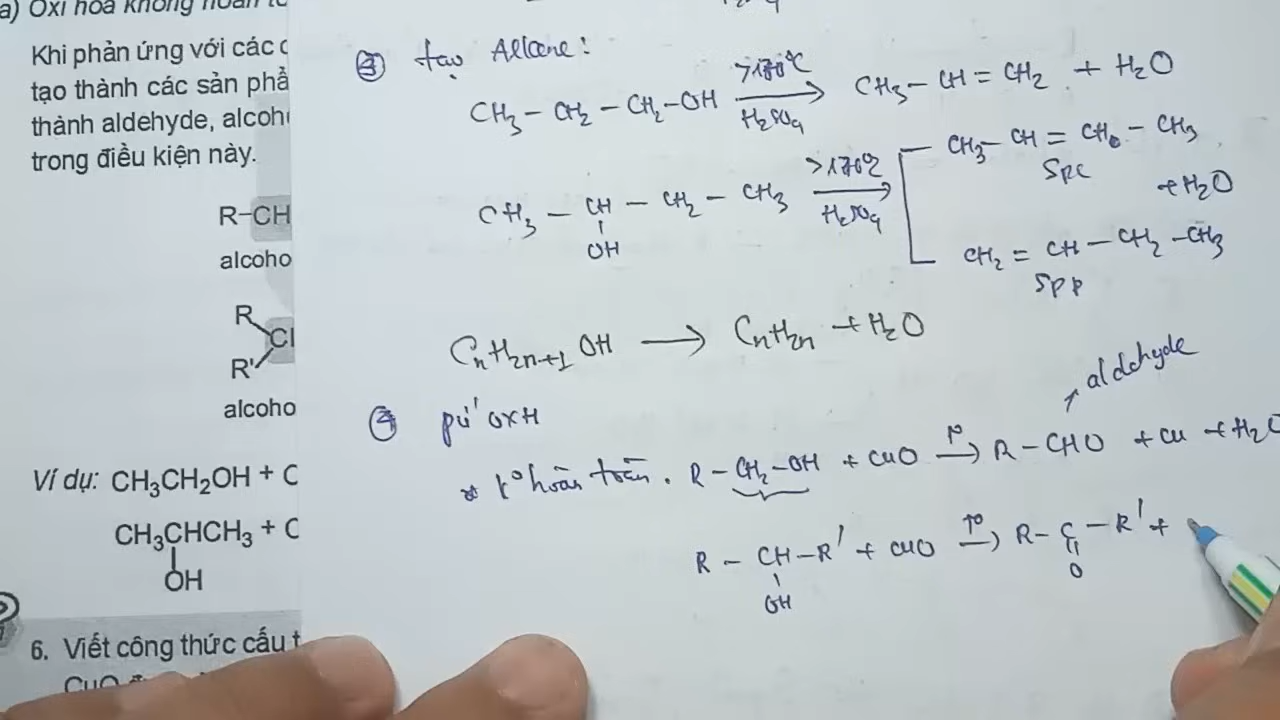 a) Oxi hoá không hoàn to
Khi phản ứng với các c
tạo thành các sản phẩ
thành aldehyde, alcoh
trong điều kiện này.
R-CH
alcoho
R
CI
R'
alcoho
Ví dụ: CH3CH2OH + C
CH3CHCH3 + C
OH
6. Viết công thức cấu t
CuO
③ tạo Alkene:
CH3 - CH2 - CH2-OH >170°C H2SO4 → CH3 - CH = CH2 + H2O
CH3 - CH - CH2 - CH3 >170°C H2SO4 → CH3 - CH = CH - CH3
OH
SPC
+ H2O
CH2 = CH - CH2 - CH3
SPP
CnH2n+1 OH → CnH2n + H2O
aldehyde
④ pứ oxH
* k° hoàn toàn. R - CH2-OH + CuO t° → R - CHO + Cu + H2O
R - CH - R' + CuO t° → R - C - R' +
OH
O